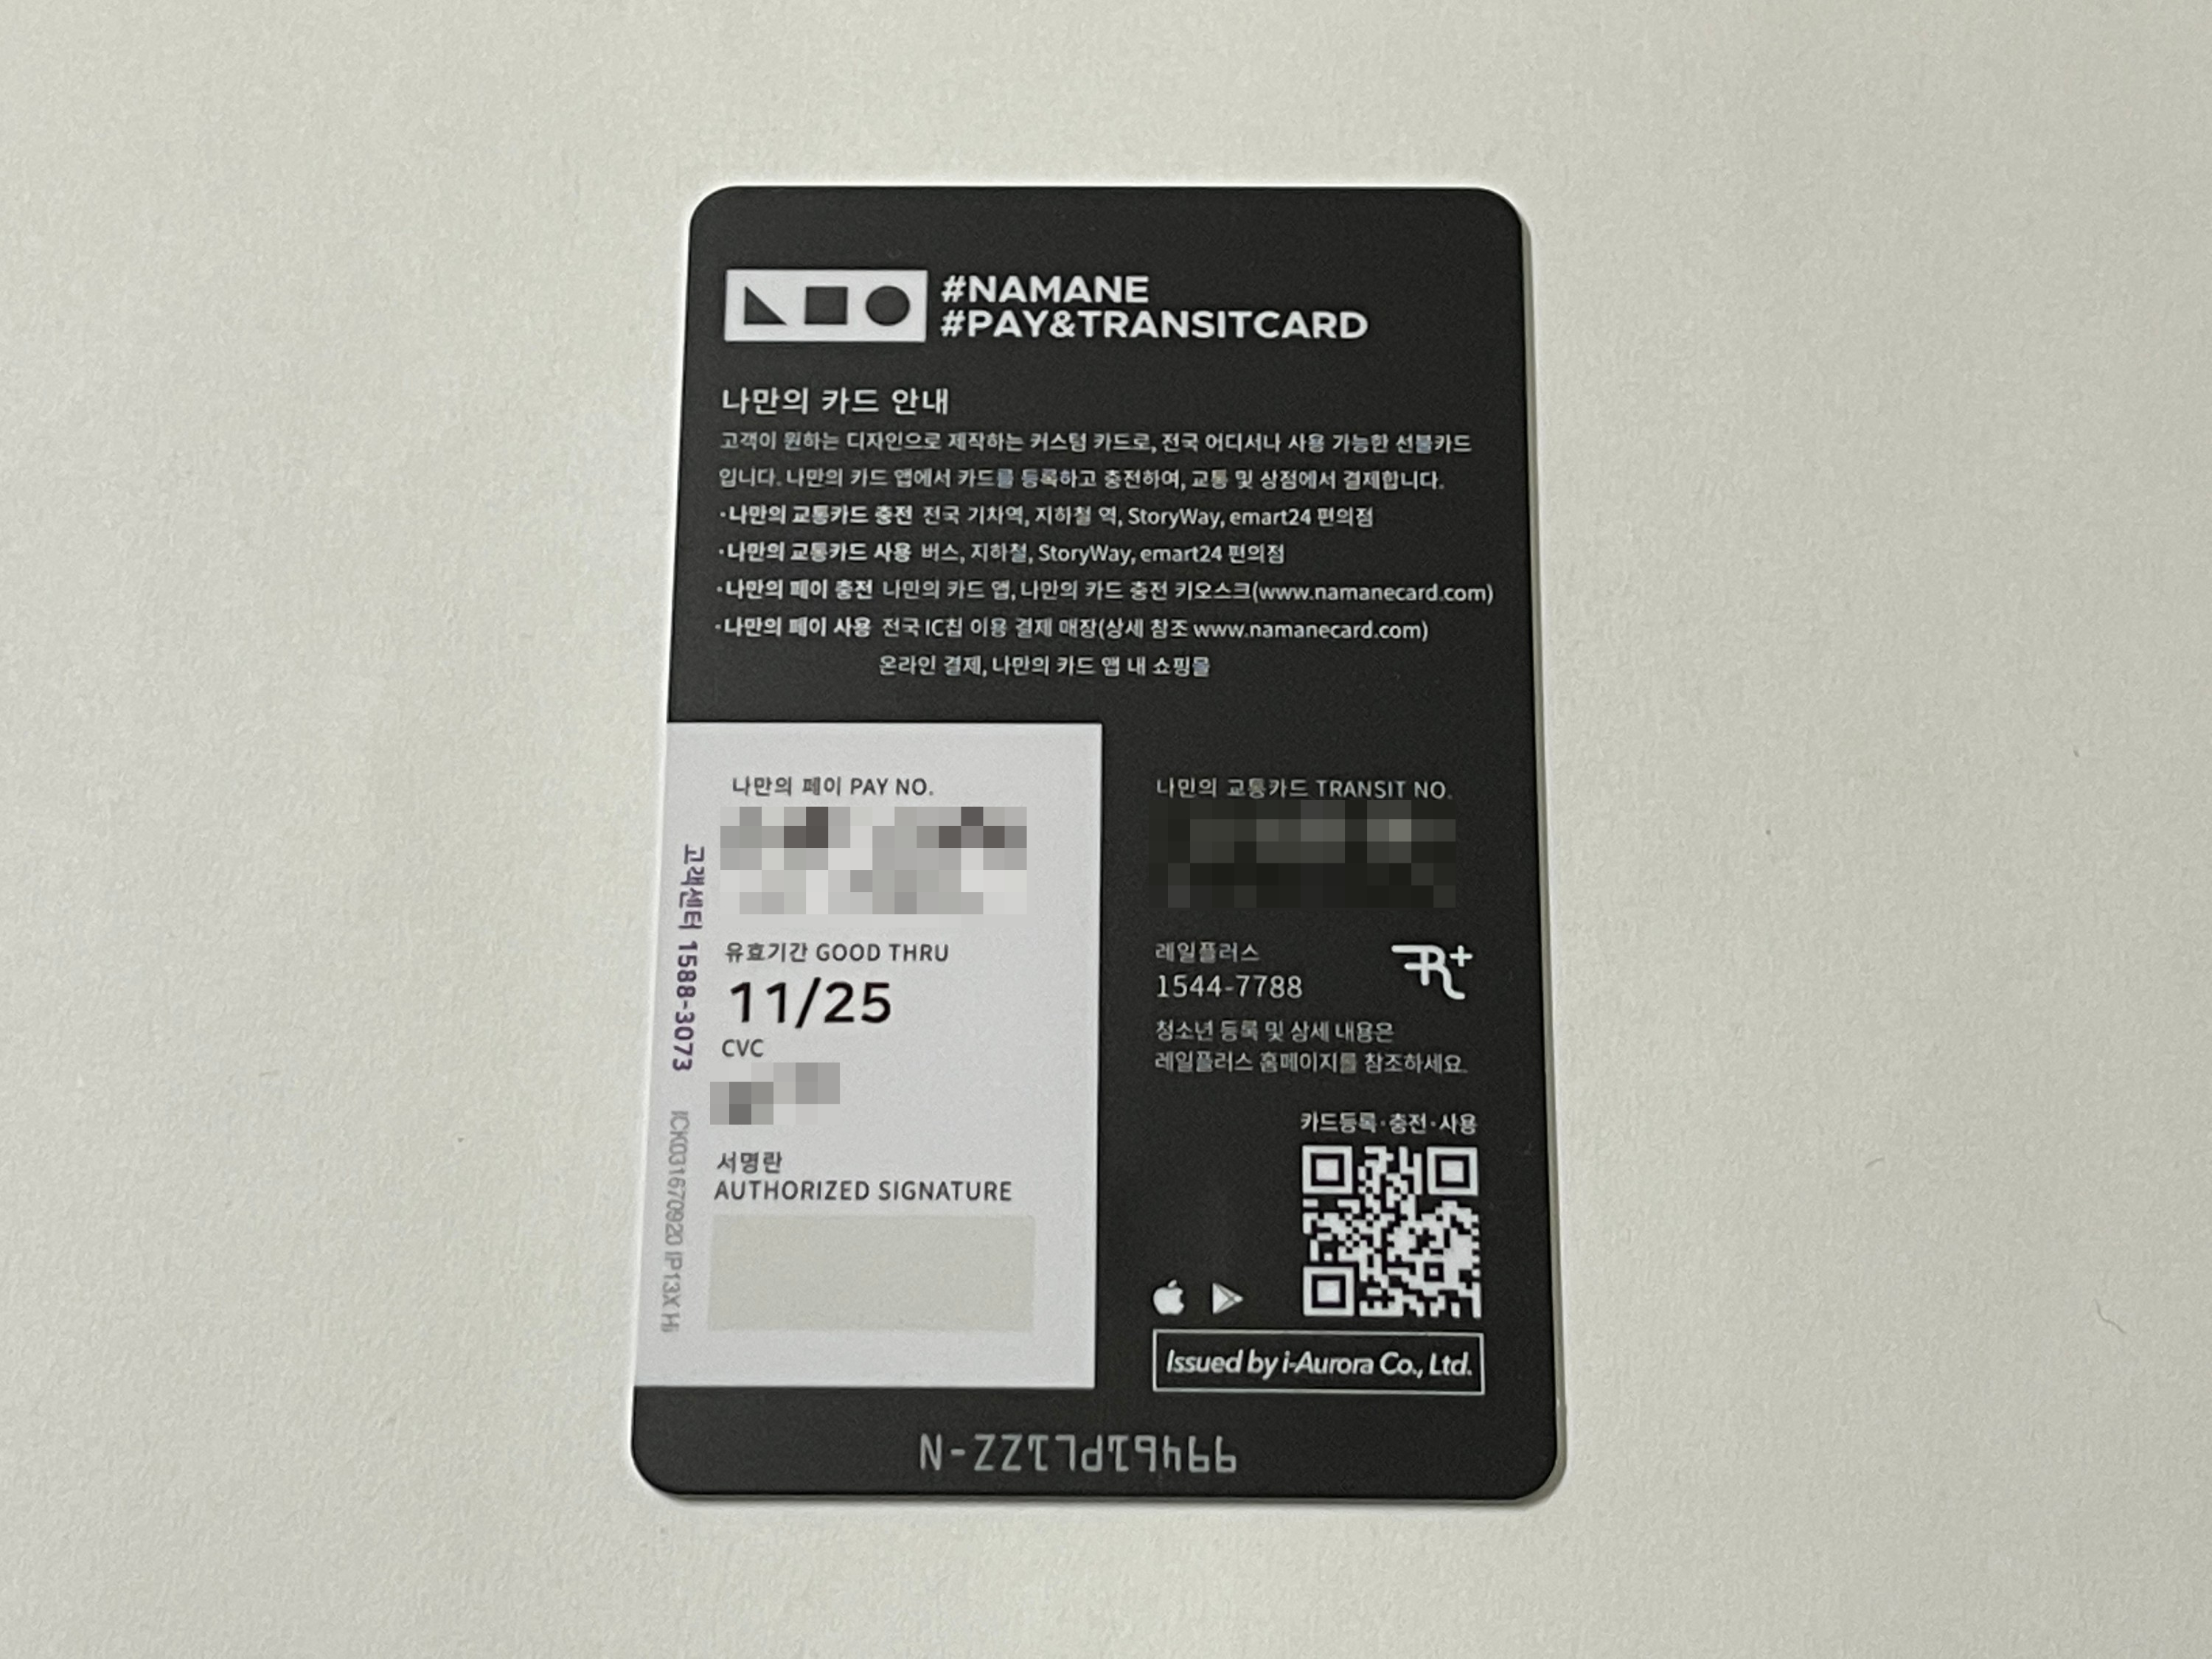 #NAMANE
#PAY&TRANSITCARD
나만의 카드 안내
고객이 원하는 디자인으로 제작하는 커스텀 카드로, 전국 어디서나 사용 가능한 선불카드
입니다. 나만의 카드 앱에서 카드를 등록하고 충전하여, 교통 및 상점에서 결제합니다.
·나만의 교통카드 충전 전국 기차역, 지하철 역, StoryWay, emart24 편의점
·나만의 교통카드 사용 버스, 지하철, StoryWay, emart24 편의점
·나만의 페이 충전 나만의 카드 앱, 나만의 카드 충전 키오스크(www.namanecard.com)
·나만의 페이 사용 전국 IC칩 이용 결제 매장(상세 참조 www.namanecard.com)
온라인 결제, 나만의 카드 앱 내 쇼핑몰
나만의 페이 PAY NO.
유효기간 GOOD THRU
11/25
CVC
서명란
AUTHORIZED SIGNATURE
고객센터 1588-3073
ICK031670920 IP13X Hi
나만의 교통카드 TRANSIT NO.
레일플러스
1544-7788
R+
청소년 등록 및 상세 내용은
레일플러스 홈페이지를 참조하세요.
카드등록·충전·사용
Issued by i-Aurora Co., Ltd.
99461PL1ZZ-N